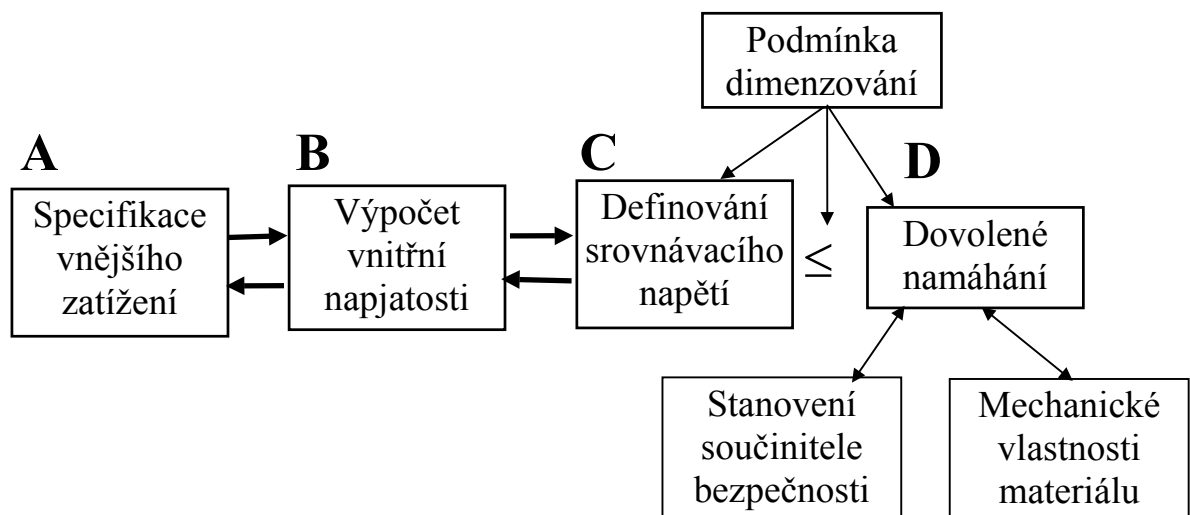 Podmínka
dimenzování
A
Specifikace
vnějšího
zatížení
B
Výpočet
vnitřní
napjatosti
C
Definování
srovnávacího
napětí
≤
D
Dovolené
namáhání
Stanovení
součinitele
bezpečnosti
Mechanické
vlastnosti
materiálu